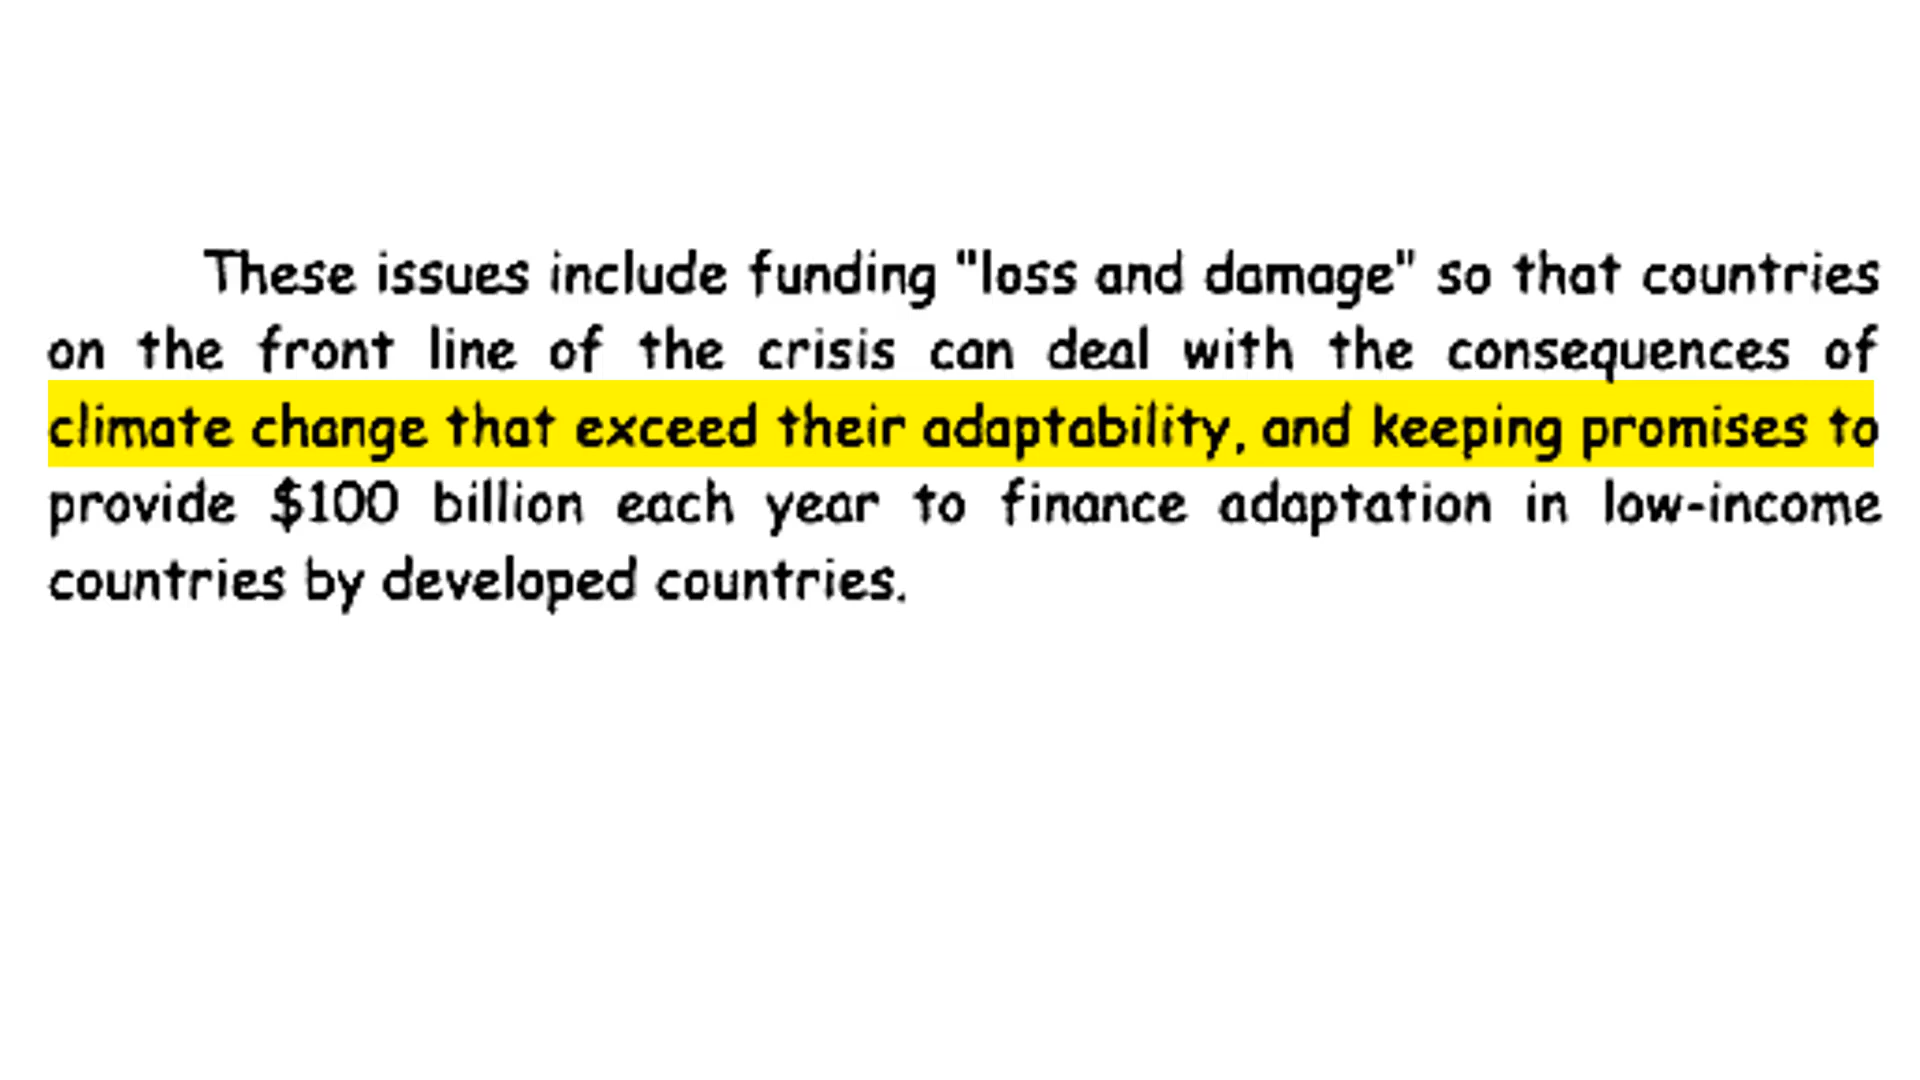 These issues include funding "loss and damage" so that countries
on the front line of the crisis can deal with the consequences of
climate change that exceed their adaptability, and keeping promises to
provide $100 billion each year to finance adaptation in low-income
countries by developed countries.